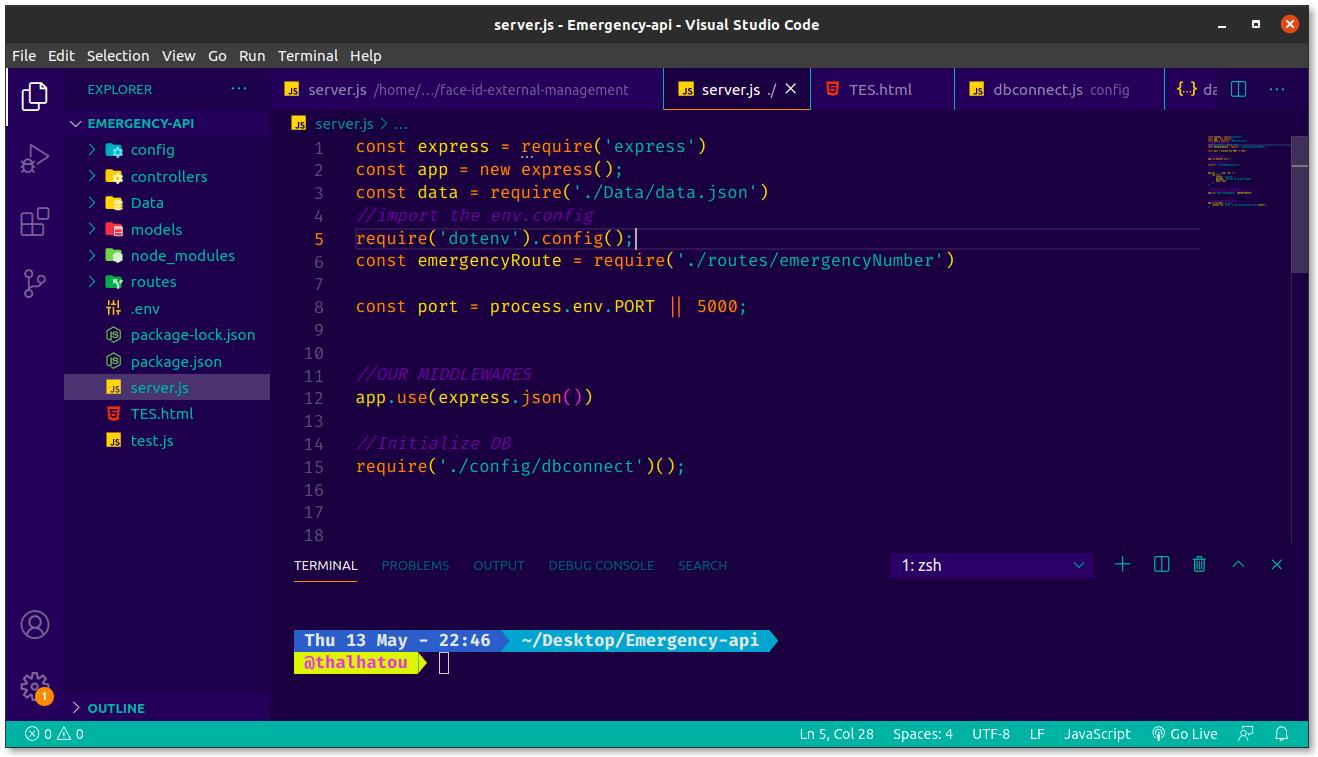 server.js - Emergency-api - Visual Studio Code
File Edit Selection View Go Run Terminal Help
EXPLORER ···
EMERGENCY-API
config
controllers
Data
models
node_modules
routes
.env
package-lock.json
package.json
server.js
TES.html
test.js
OUTLINE
server.js /home/.../face-id-external-management
server.js ./
TES.html
dbconnect.js config
{..} da
server.js > ...
1 const express = require('express')
2 const app = new express();
3 const data = require('./Data/data.json')
4 //import the env.config
5 require('dotenv').config();
6 const emergencyRoute = require('./routes/emergencyNumber')
7
8 const port = process.env.PORT || 5000;
9
10
11 //OUR MIDDLEWARES
12 app.use(express.json())
13
14 //Initialize DB
15 require('./config/dbconnect')();
16
17
18
TERMINAL PROBLEMS OUTPUT DEBUG CONSOLE SEARCH
1: zsh
Thu 13 May - 22:46 ~/Desktop/Emergency-api
@thalhatou
1
0 0
Ln 5, Col 28 Spaces: 4 UTF-8 LF JavaScript Go Live